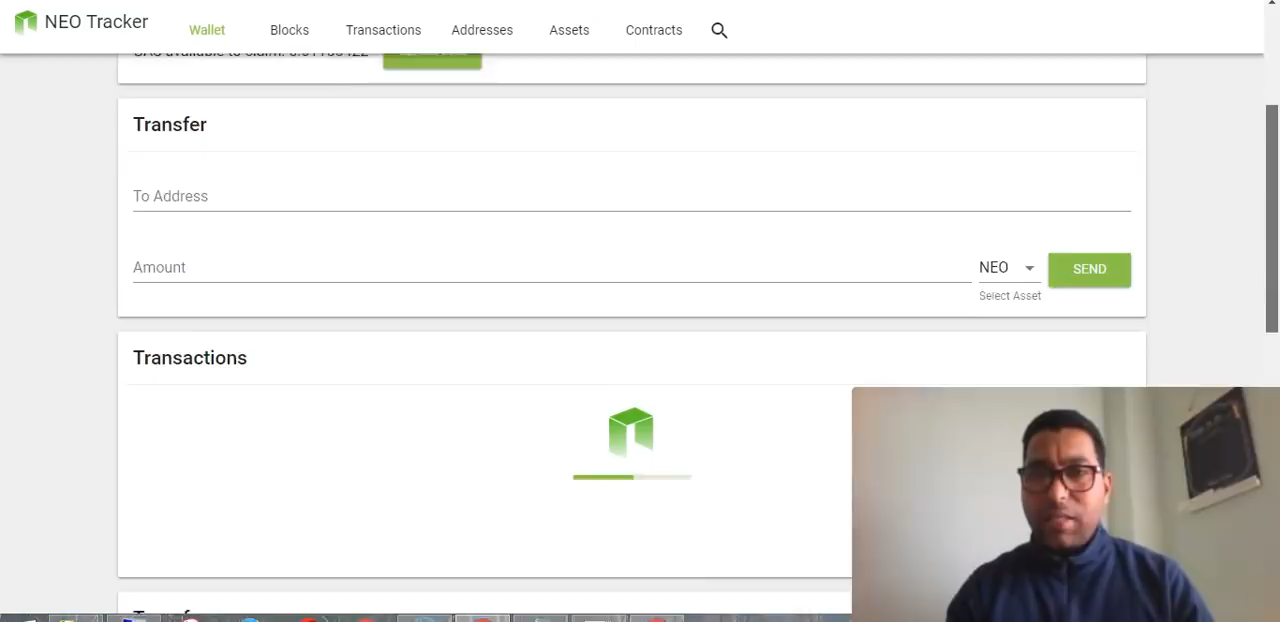 NEO Tracker
Wallet Blocks Transactions Addresses Assets Contracts
Transfer
To Address
Amount NEO SEND
Select Asset
Transactions